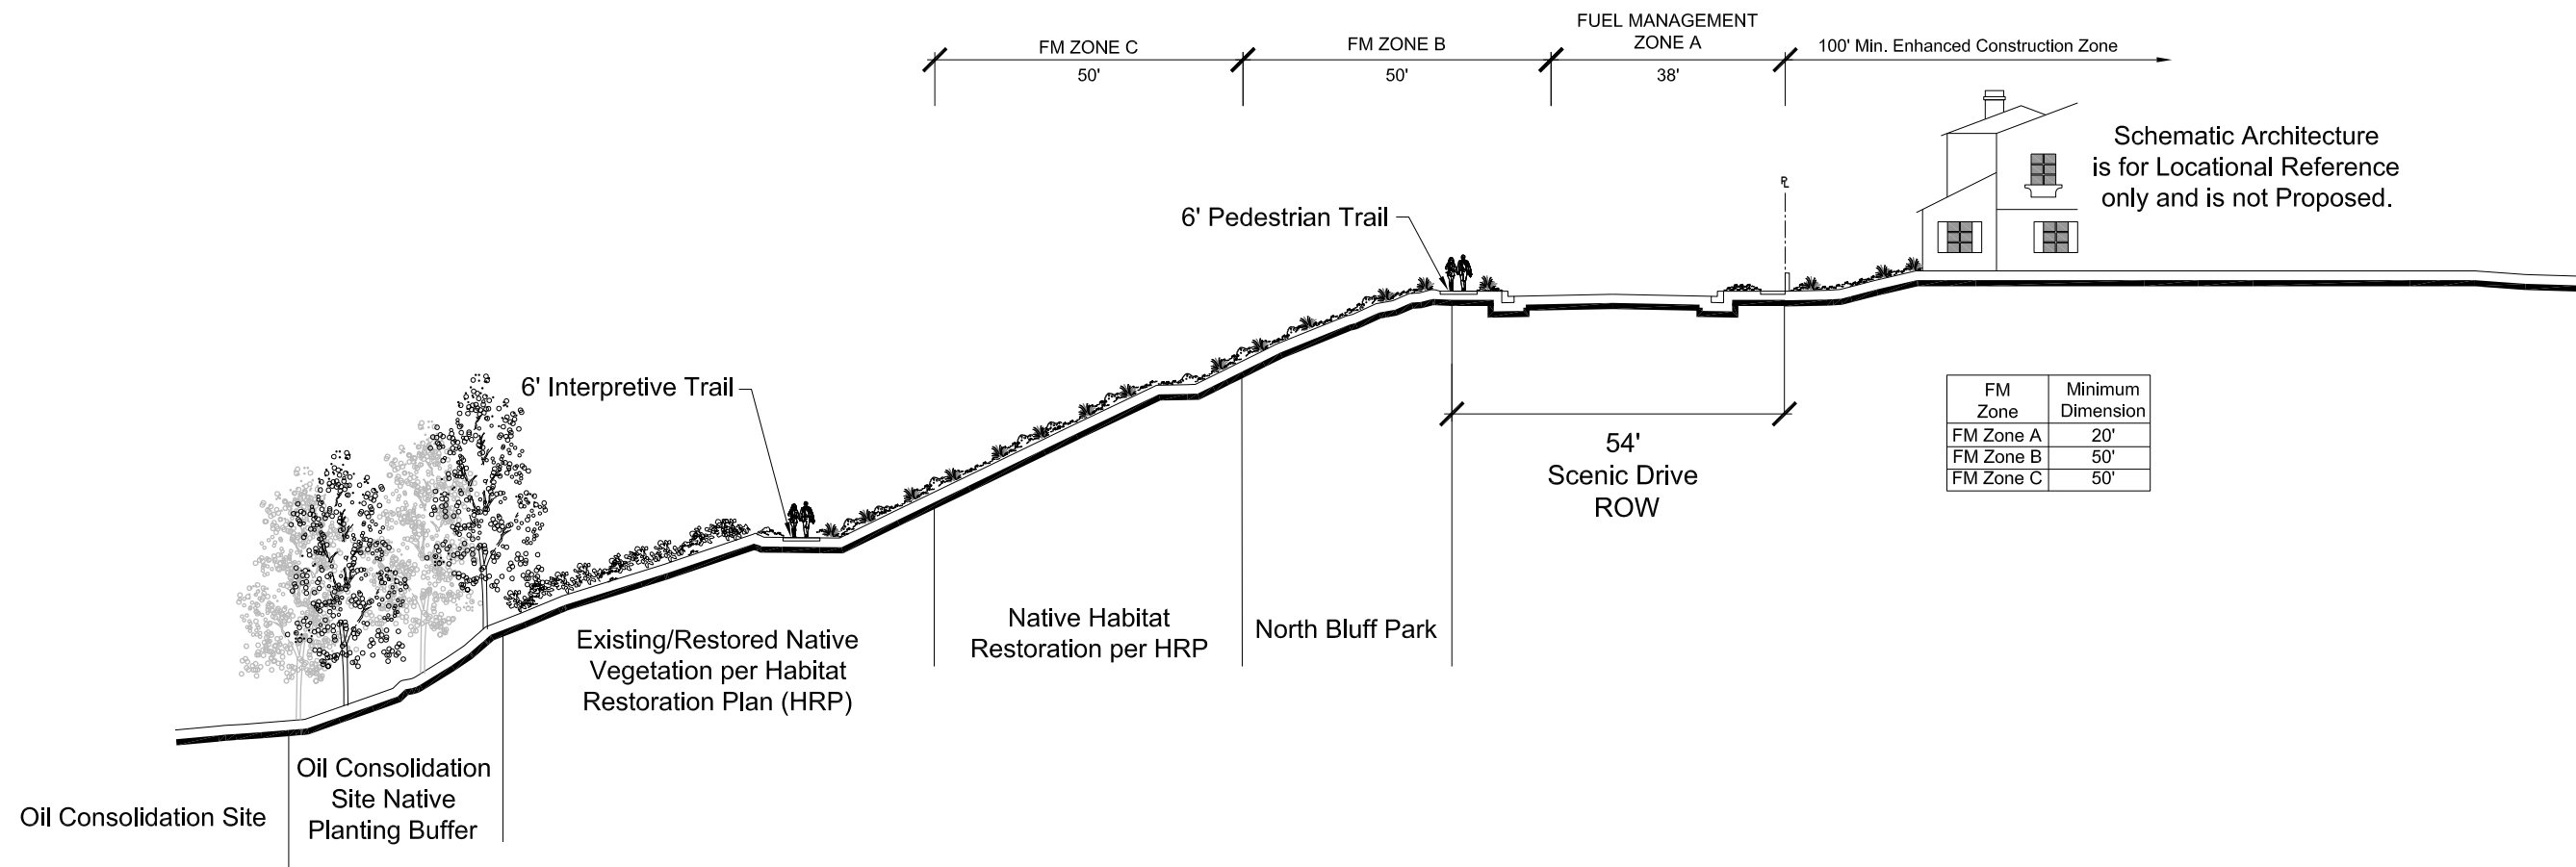 FUEL MANAGEMENT
ZONE A
38'
FM ZONE C
50'
FM ZONE B
50'
100' Min. Enhanced Construction Zone
Schematic Architecture
is for Locational Reference
only and is not Proposed.
PL
6' Pedestrian Trail
6' Interpretive Trail
FM
Zone
Minimum
Dimension
FM Zone A 20'
FM Zone B 50'
FM Zone C 50'
54'
Scenic Drive
ROW
Native Habitat
Restoration per HRP
North Bluff Park
Existing/Restored Native
Vegetation per Habitat
Restoration Plan (HRP)
Oil Consolidation
Site Native
Planting Buffer
Oil Consolidation Site